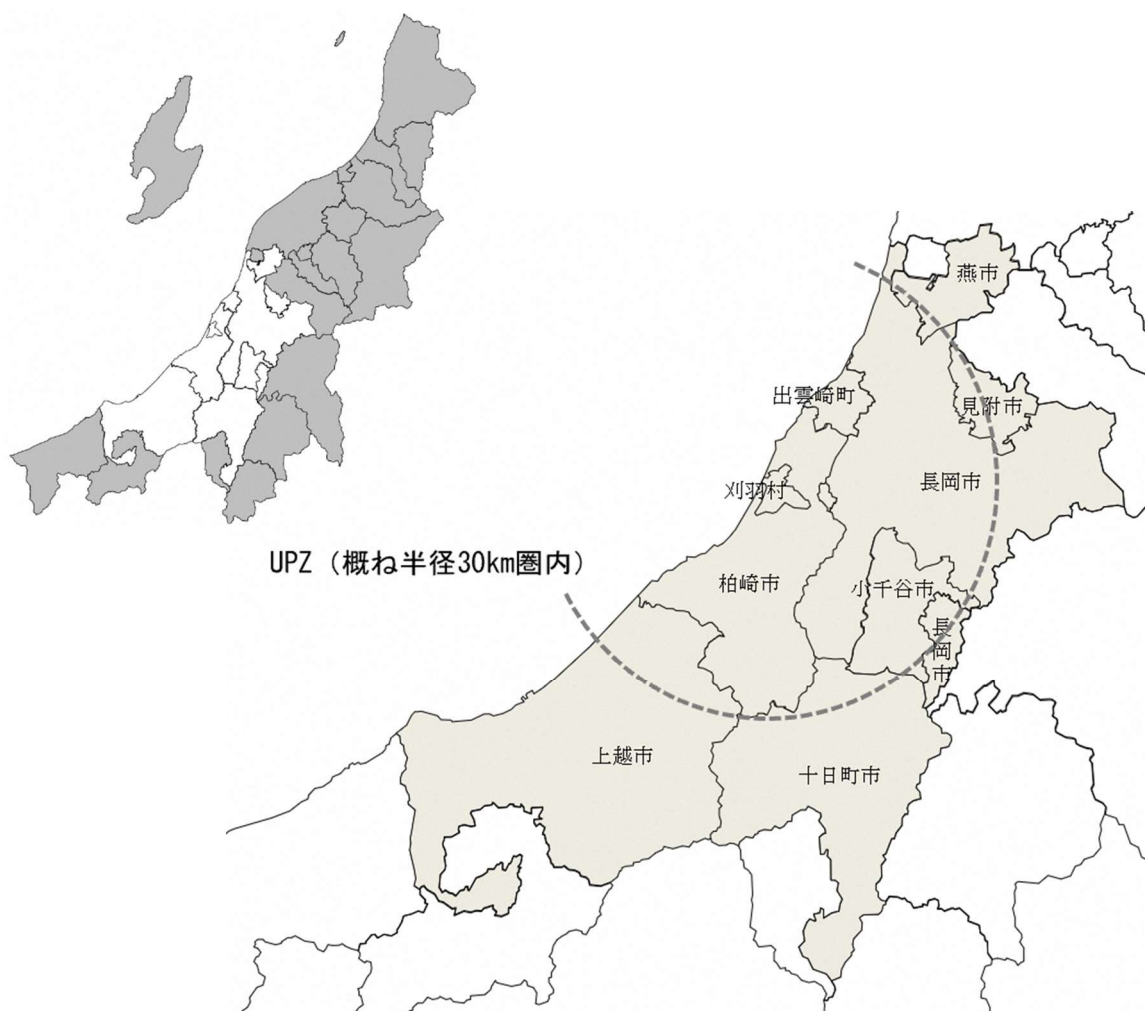 燕市
出雲崎町
見附市
刈羽村
長岡市
UPZ（概ね半径30km圏内）
柏崎市
小千谷市
長岡市
上越市
十日町市